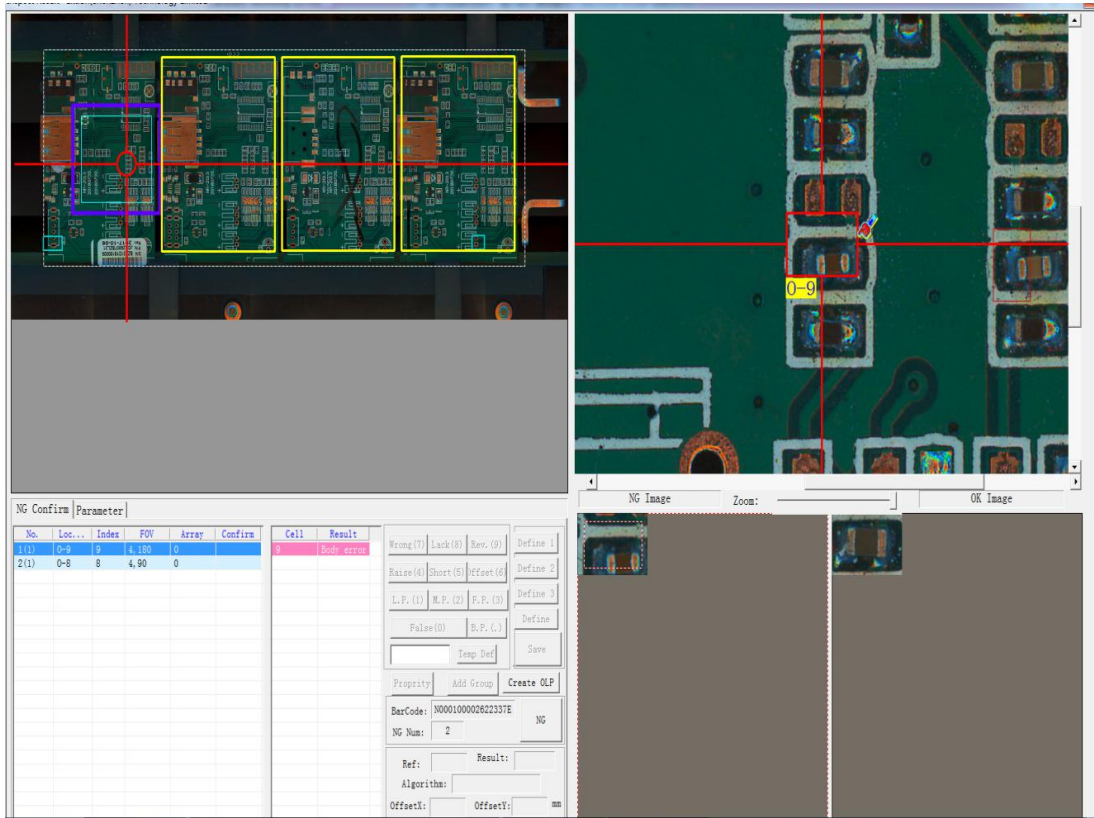 O-9
NG Image
Zoom:
OK Image
NG Confirm
Parameter
No. Loc... Index FOV Array Confirm
1(1) 0-9 9 4,180 0
2(1) 0-8 8 4,90 0
Cell Result
9 Body error
Wrong(7) Lack(8) Rev.(9) Define 1
Raise(4) Short(5) Offset(6) Define 2
L.P.(1) M.P.(2) F.P.(3) Define 3
False(0) B.P.(.) Define
Temp Def Save
Proprity Add Group Create OLP
BarCode: N000100002622337E
NG
NG Num: 2
Ref: Result:
Algorithm:
OffsetX: OffsetY: mm